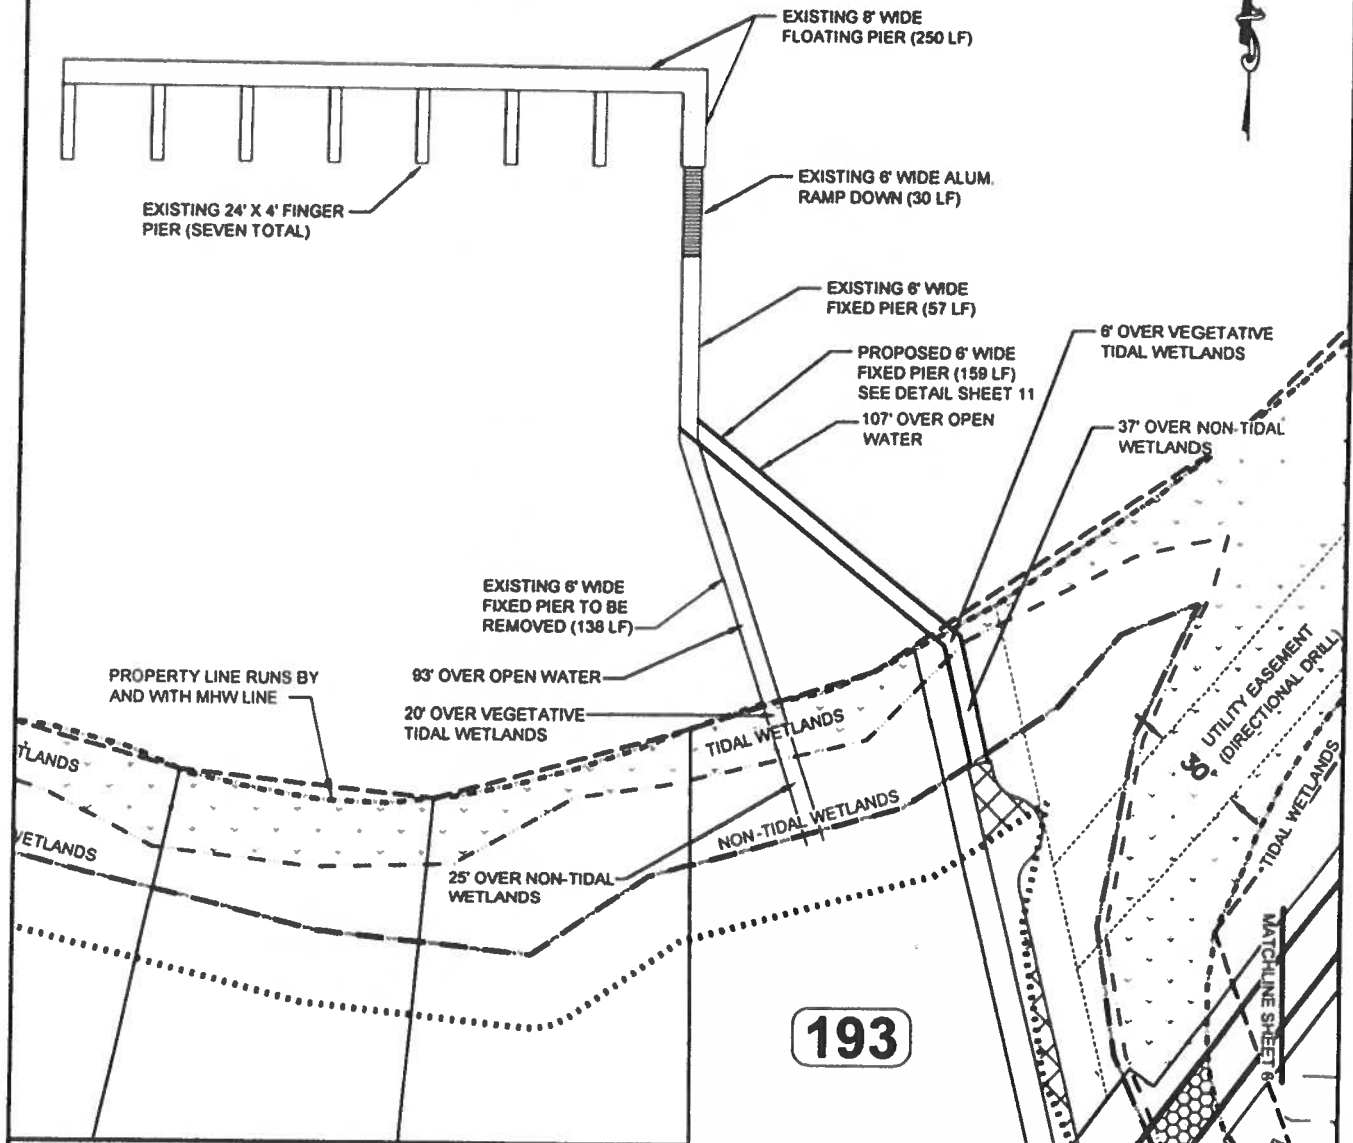 EXISTING 8' WIDE
FLOATING PIER (250 LF)
EXISTING 6' WIDE ALUM.
RAMP DOWN (30 LF)
EXISTING 24' X 4' FINGER
PIER (SEVEN TOTAL)
EXISTING 6' WIDE
FIXED PIER (57 LF)
6' OVER VEGETATIVE
TIDAL WETLANDS
PROPOSED 6' WIDE
FIXED PIER (159 LF)
SEE DETAIL SHEET 11
107' OVER OPEN
WATER
37' OVER NON-TIDAL
WETLANDS
EXISTING 6' WIDE
FIXED PIER TO BE
REMOVED (138 LF)
93' OVER OPEN WATER
PROPERTY LINE RUNS BY
AND WITH MHW LINE
20' OVER VEGETATIVE
TIDAL WETLANDS
TIDAL WETLANDS
UTILITY EASEMENT
(DIRECTIONAL DRILL)
TLANDS
NON-TIDAL WETLANDS
TIDAL WETLANDS
WETLANDS
25' OVER NON-TIDAL
WETLANDS
MATCHLINE SHEET 6
193